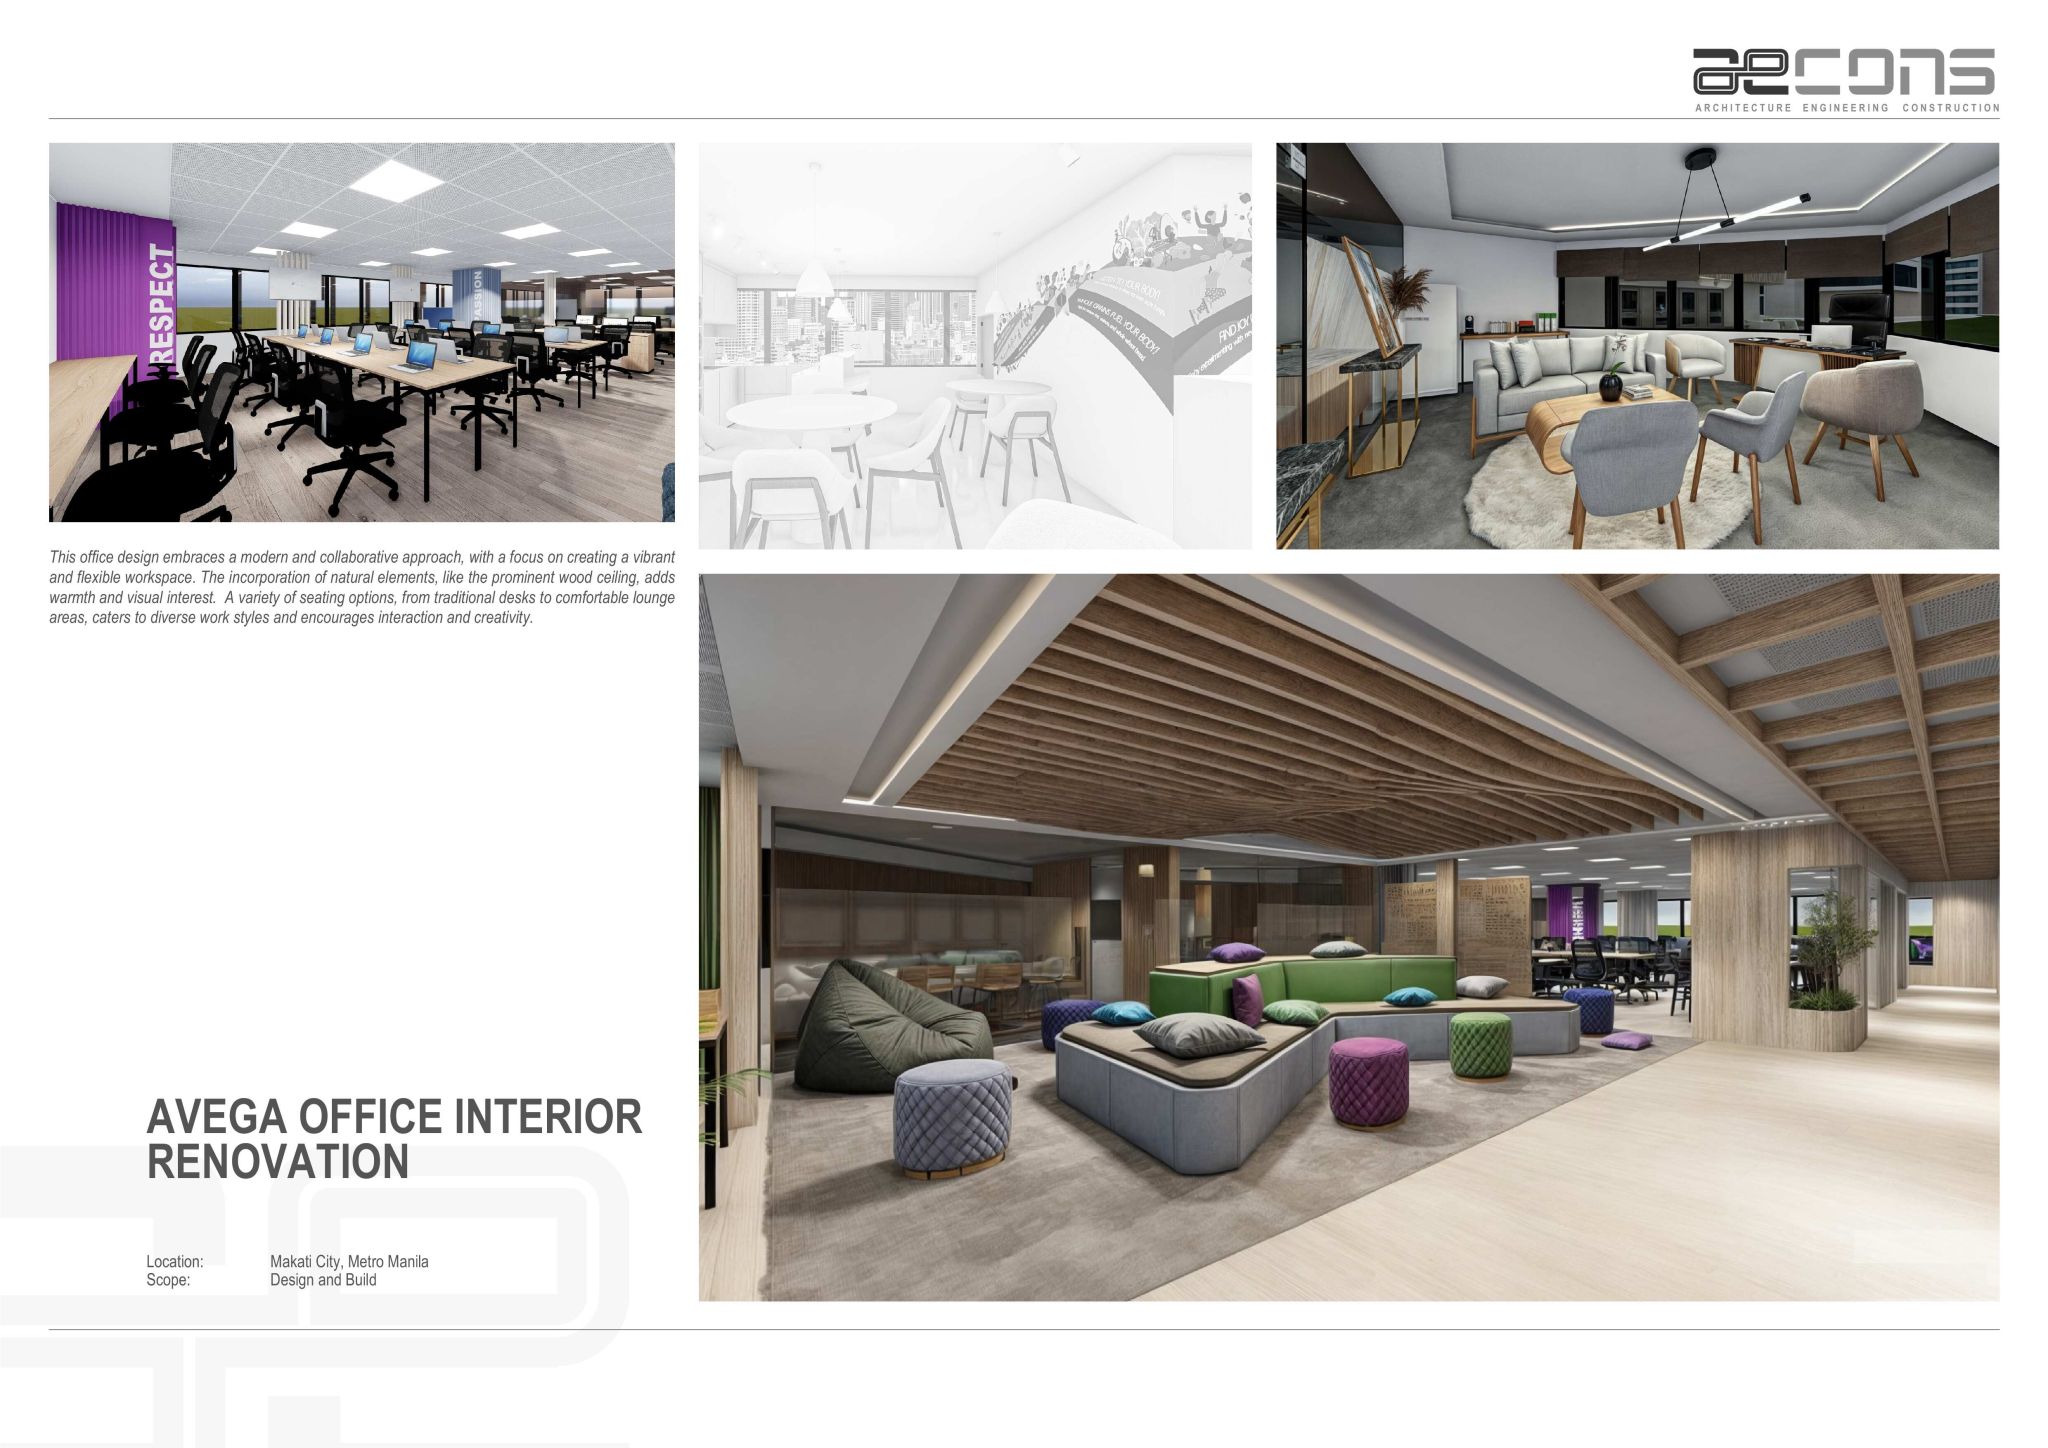 aecons
ARCHITECTURE ENGINEERING CONSTRUCTION
RESPECT
PASSION
WHOLE GRAINS FUEL YOUR BODY!
FIND JOY
This office design embraces a modern and collaborative approach, with a focus on creating a vibrant
and flexible workspace. The incorporation of natural elements, like the prominent wood ceiling, adds
warmth and visual interest. A variety of seating options, from traditional desks to comfortable lounge
areas, caters to diverse work styles and encourages interaction and creativity.
AVEGA OFFICE INTERIOR
RENOVATION
Location: Makati City, Metro Manila
Scope: Design and Build